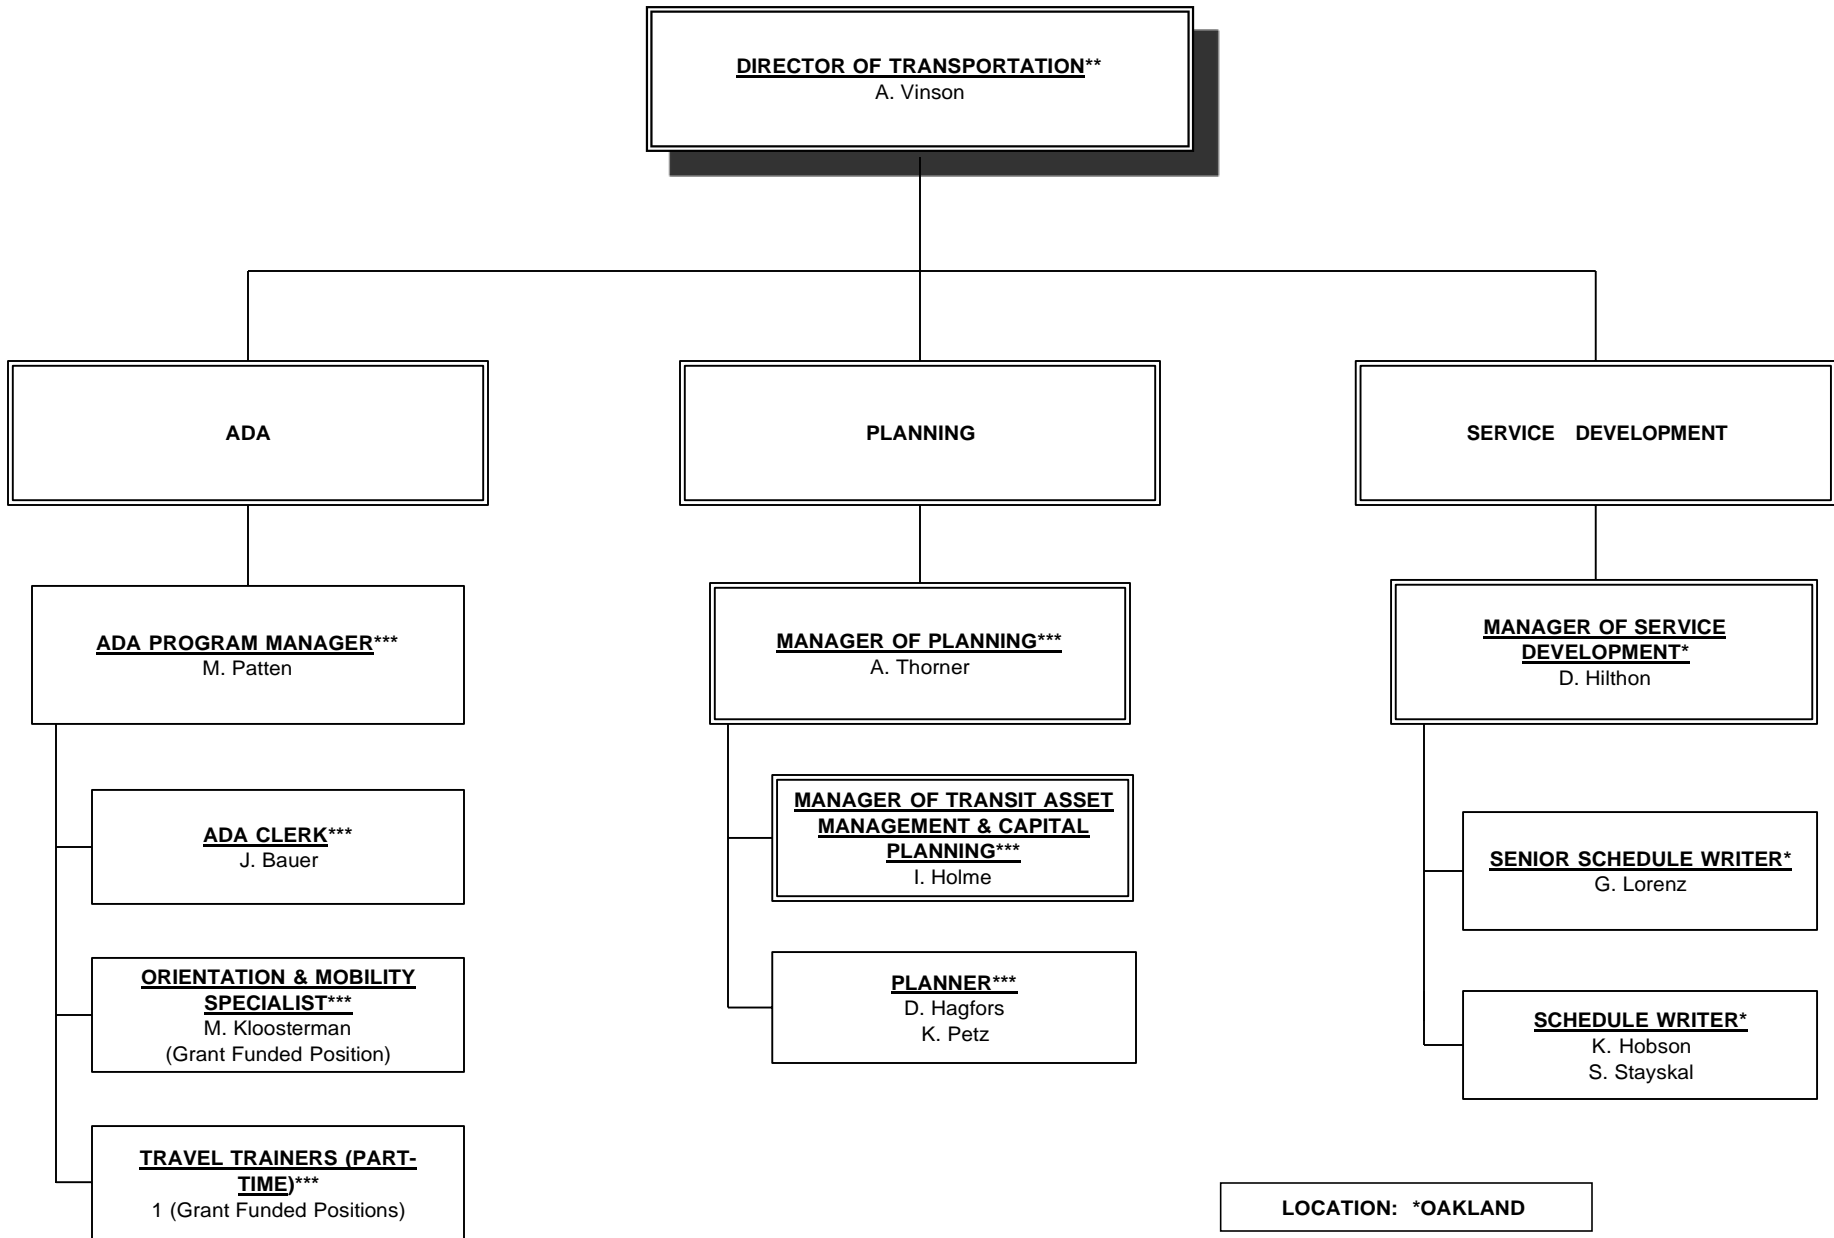 DIRECTOR OF TRANSPORTATION**
A. Vinson
ADA
PLANNING
SERVICE DEVELOPMENT
ADA PROGRAM MANAGER***
M. Patten
MANAGER OF PLANNING***
A. Thorner
MANAGER OF SERVICE
DEVELOPMENT*
D. Hilthon
ADA CLERK***
J. Bauer
MANAGER OF TRANSIT ASSET
MANAGEMENT & CAPITAL
PLANNING***
I. Holme
SENIOR SCHEDULE WRITER*
G. Lorenz
ORIENTATION & MOBILITY
SPECIALIST***
M. Kloosterman
(Grant Funded Position)
PLANNER***
D. Hagfors
K. Petz
SCHEDULE WRITER*
K. Hobson
S. Stayskal
TRAVEL TRAINERS (PART-
TIME)***
1 (Grant Funded Positions)
LOCATION: *OAKLAND